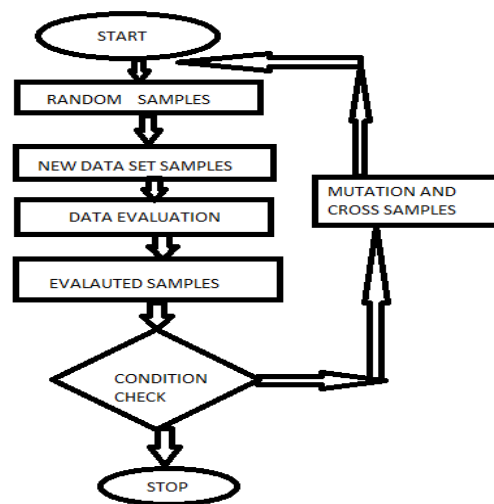 START
RANDOM SAMPLES
NEW DATA SET SAMPLES
DATA EVALUATION
EVALAUTED SAMPLES
CONDITION
CHECK
STOP
MUTATION AND
CROSS SAMPLES